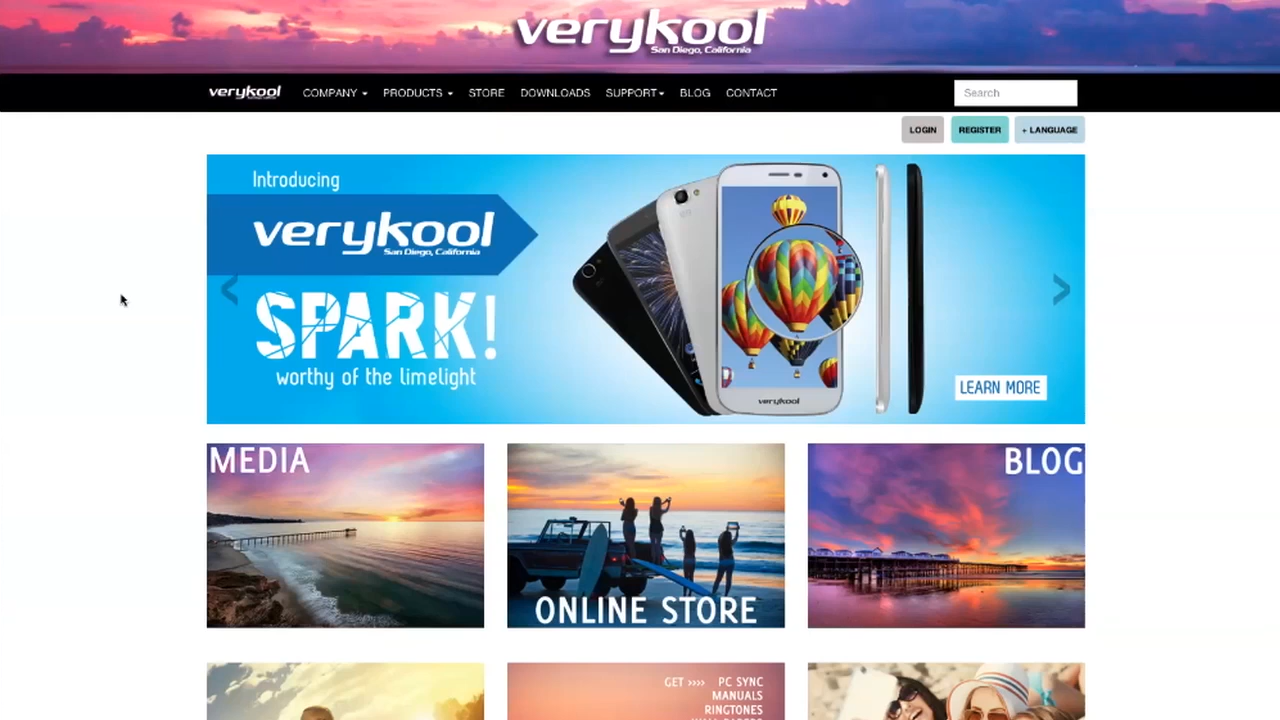 verykool
San Diego, California
verykool COMPANY PRODUCTS STORE DOWNLOADS SUPPORT BLOG CONTACT Search
LOGIN REGISTER + LANGUAGE
Introducing
verykool
San Diego, California
SPARK!
worthy of the limelight
verykool
LEARN MORE
MEDIA
ONLINE STORE
BLOG
GET »» PC SYNC
MANUALS
RINGTONES